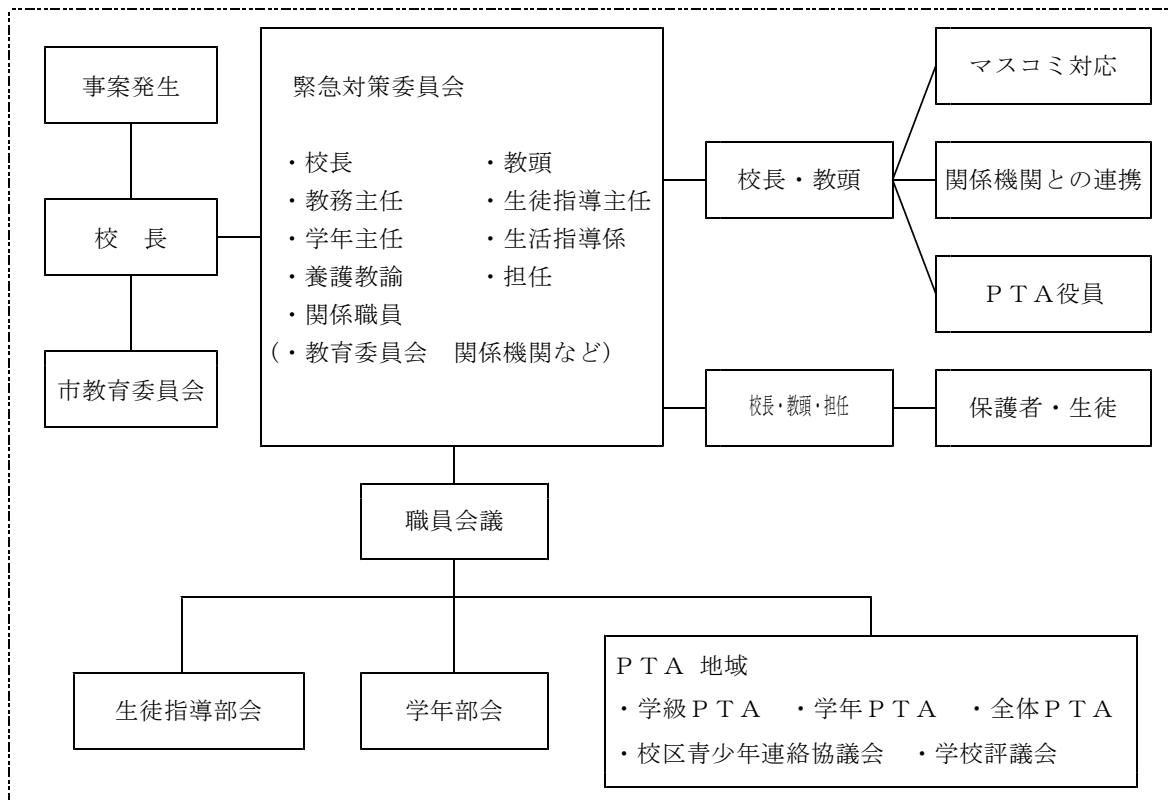 事案発生
校　長
市教育委員会
緊急対策委員会
・校長　・教頭
・教務主任　・生徒指導主任
・学年主任　・生活指導係
・養護教諭　・担任
・関係職員
（・教育委員会　関係機関など）
校長・教頭
マスコミ対応
関係機関との連携
ＰＴＡ役員
校長・教頭・担任
保護者・生徒
職員会議
生徒指導部会
学年部会
ＰＴＡ 地域
・学級ＰＴＡ　・学年ＰＴＡ　・全体ＰＴＡ
・校区青少年連絡協議会　・学校評議会